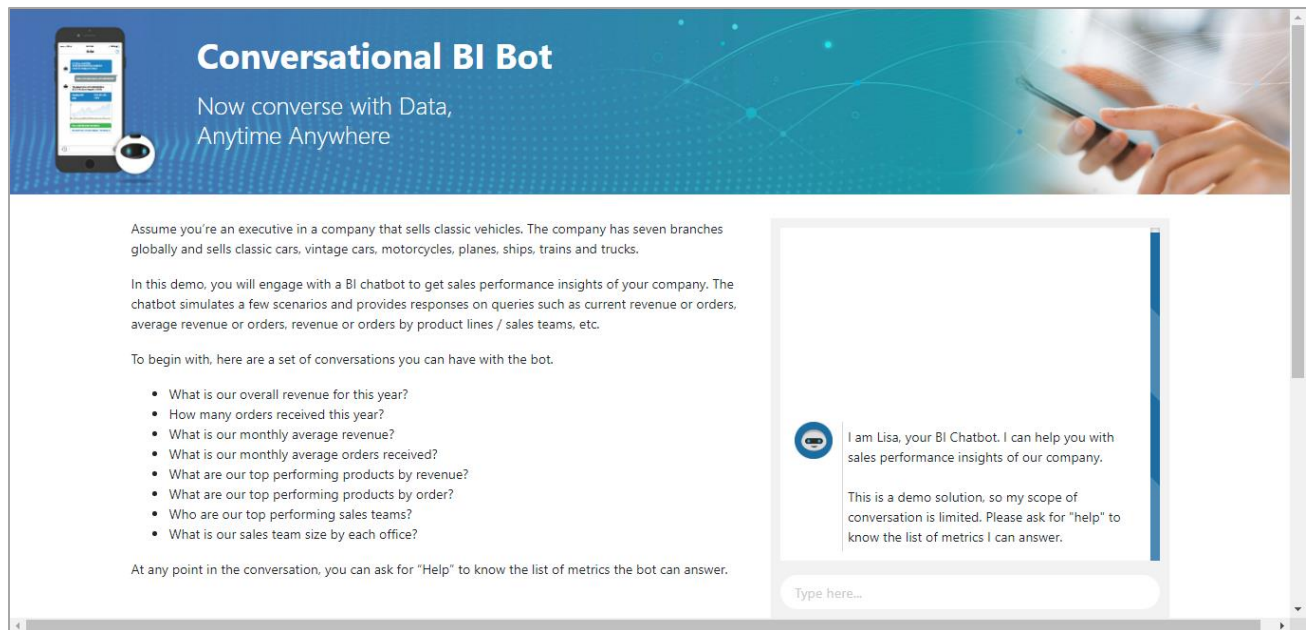 Conversational BI Bot
Now converse with Data,
Anytime Anywhere
Assume you're an executive in a company that sells classic vehicles. The company has seven branches
globally and sells classic cars, vintage cars, motorcycles, planes, ships, trains and trucks.
In this demo, you will engage with a BI chatbot to get sales performance insights of your company. The
chatbot simulates a few scenarios and provides responses on queries such as current revenue or orders,
average revenue or orders, revenue or orders by product lines / sales teams, etc.
To begin with, here are a set of conversations you can have with the bot.
• What is our overall revenue for this year?
• How many orders received this year?
• What is our monthly average revenue?
• What is our monthly average orders received?
• What are our top performing products by revenue?
• What are our top performing products by order?
• Who are our top performing sales teams?
• What is our sales team size by each office?
At any point in the conversation, you can ask for “Help” to know the list of metrics the bot can answer.
I am Lisa, your BI Chatbot. I can help you with
sales performance insights of our company.
This is a demo solution, so my scope of
conversation is limited. Please ask for "help" to
know the list of metrics I can answer.
Type here...